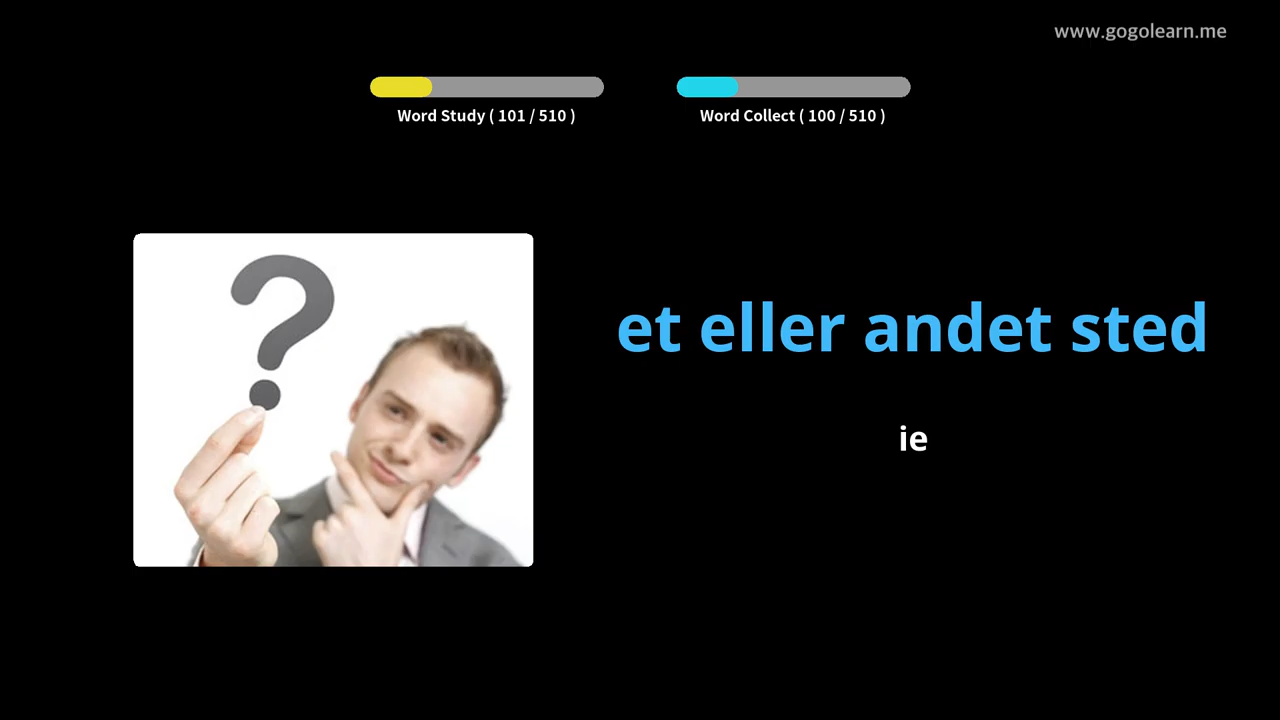 www.gogolearn.me
Word Study ( 101 / 510 )
Word Collect ( 100 / 510 )
et eller andet sted
ie